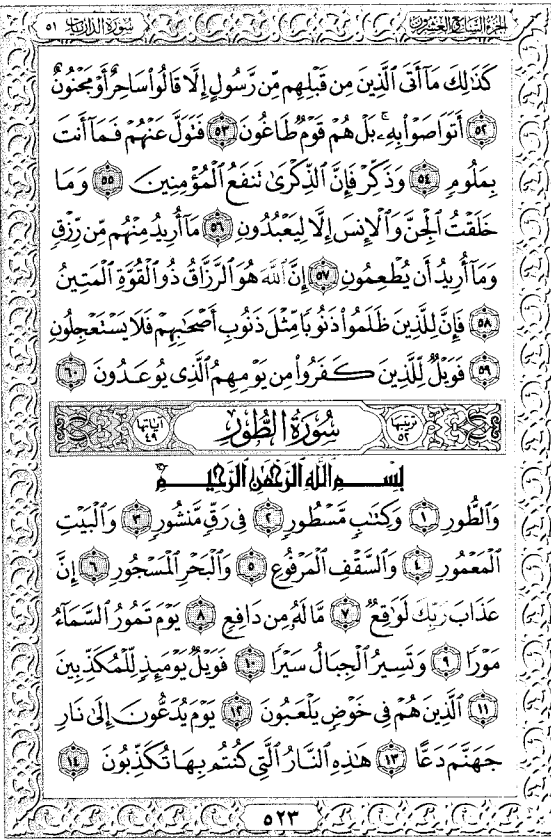 الجزء السابع والعشرون سورة الذاريات ٥١
كَذَٰلِكَ مَآ أَتَى ٱلَّذِينَ مِن قَبْلِهِم مِّن رَّسُولٍ إِلَّا قَالُوا۟ سَاحِرٌ أَوْ مَجْنُونٌ
٥٢ أَتَوَاصَوْا۟ بِهِۦ ۚ بَلْ هُمْ قَوْمٌ طَاغُونَ ٥٣ فَتَوَلَّ عَنْهُمْ فَمَآ أَنتَ
بِمَلُومٍ ٥٤ وَذَكِّرْ فَإِنَّ ٱلذِّكْرَىٰ تَنفَعُ ٱلْمُؤْمِنِينَ ٥٥ وَمَا
خَلَقْتُ ٱلْجِنَّ وَٱلْإِنسَ إِلَّا لِيَعْبُدُونِ ٥٦ مَآ أُرِيدُ مِنْهُم مِّن رِّزْقٍ
وَمَآ أُرِيدُ أَن يُطْعِمُونِ ٥٧ إِنَّ ٱللَّهَ هُوَ ٱلرَّزَّاقُ ذُو ٱلْقُوَّةِ ٱلْمَتِينُ
٥٨ فَإِنَّ لِلَّذِينَ ظَلَمُوا۟ ذَنُوبًا مِّثْلَ ذَنُوبِ أَصْحَٰبِهِمْ فَلَا يَسْتَعْجِلُونِ
٥٩ فَوَيْلٌ لِّلَّذِينَ كَفَرُوا۟ مِن يَوْمِهِمُ ٱلَّذِى يُوعَدُونَ ٦٠
ترتيبها ٥٢ سُورَةُ الطُّورِ آياتها ٤٩
بِسْمِ ٱللَّهِ ٱلرَّحْمَٰنِ ٱلرَّحِيمِ
وَٱلطُّورِ ١ وَكِتَٰبٍ مَّسْطُورٍ ٢ فِى رَقٍّ مَّنشُورٍ ٣ وَٱلْبَيْتِ
ٱلْمَعْمُورِ ٤ وَٱلسَّقْفِ ٱلْمَرْفُوعِ ٥ وَٱلْبَحْرِ ٱلْمَسْجُورِ ٦ إِنَّ
عَذَابَ رَبِّكَ لَوَٰقِعٌ ٧ مَّا لَهُۥ مِن دَافِعٍ ٨ يَوْمَ تَمُورُ ٱلسَّمَآءُ
مَوْرًا ٩ وَتَسِيرُ ٱلْجِبَالُ سَيْرًا ١٠ فَوَيْلٌ يَوْمَئِذٍ لِّلْمُكَذِّبِينَ
١١ ٱلَّذِينَ هُمْ فِى خَوْضٍ يَلْعَبُونَ ١٢ يَوْمَ يُدَعُّونَ إِلَىٰ نَارِ
جَهَنَّمَ دَعًّا ١٣ هَٰذِهِ ٱلنَّارُ ٱلَّتِى كُنتُم بِهَا تُكَذِّبُونَ ١٤
٥٢٣